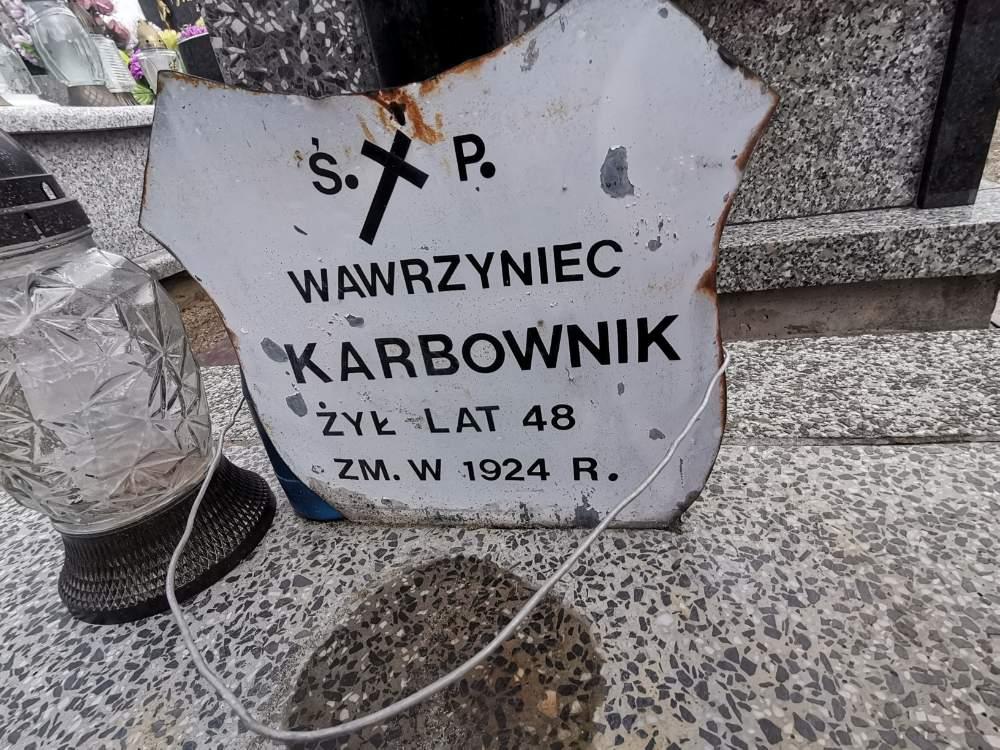 Ś. P.
WAWRZYNIEC
KARBOWNIK
ŻYŁ LAT 48
ZM. W 1924 R.